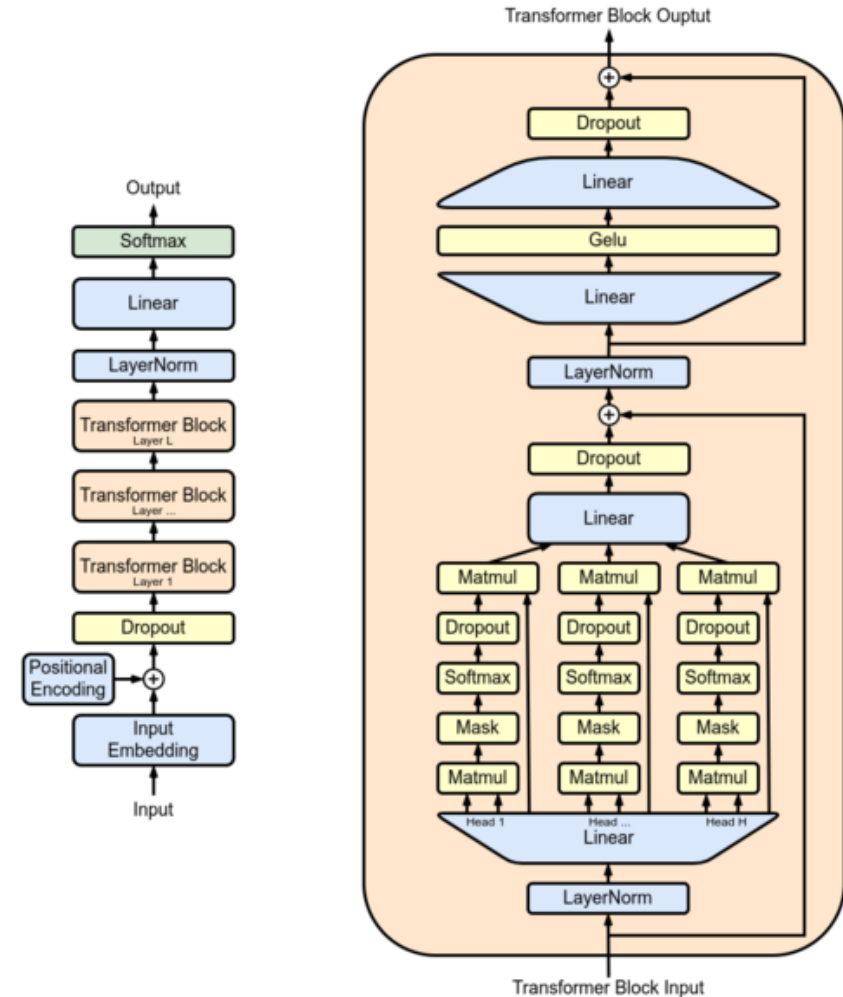 Output
Softmax
Linear
LayerNorm
Transformer Block
Layer L
Transformer Block
Layer ...
Transformer Block
Layer 1
Dropout
Positional
Encoding
+
Input
Embedding
Input
Transformer Block Ouptut
+
Dropout
Linear
Gelu
Linear
LayerNorm
+
Dropout
Linear
Matmul Matmul Matmul
Dropout Dropout Dropout
Softmax Softmax Softmax
Mask Mask Mask
Matmul Matmul Matmul
Head 1 Head ... Head H
Linear
LayerNorm
Transformer Block Input